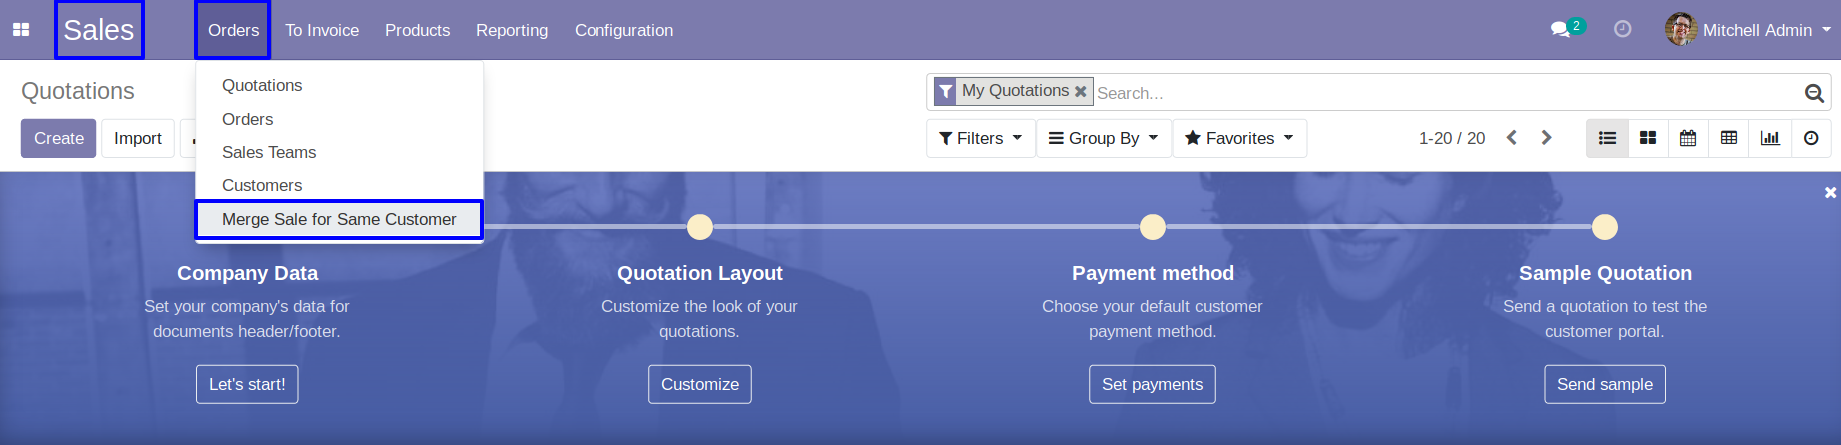 Sales
Orders
To Invoice
Products
Reporting
Configuration
2
Mitchell Admin
Quotations
My Quotations
Search...
Create
Import
Quotations
Orders
Sales Teams
Customers
Merge Sale for Same Customer
Filters
Group By
Favorites
1-20 / 20
Company Data
Set your company's data for
documents header/footer.
Let's start!
Quotation Layout
Customize the look of your
quotations.
Customize
Payment method
Choose your default customer
payment method.
Set payments
Sample Quotation
Send a quotation to test the
customer portal.
Send sample